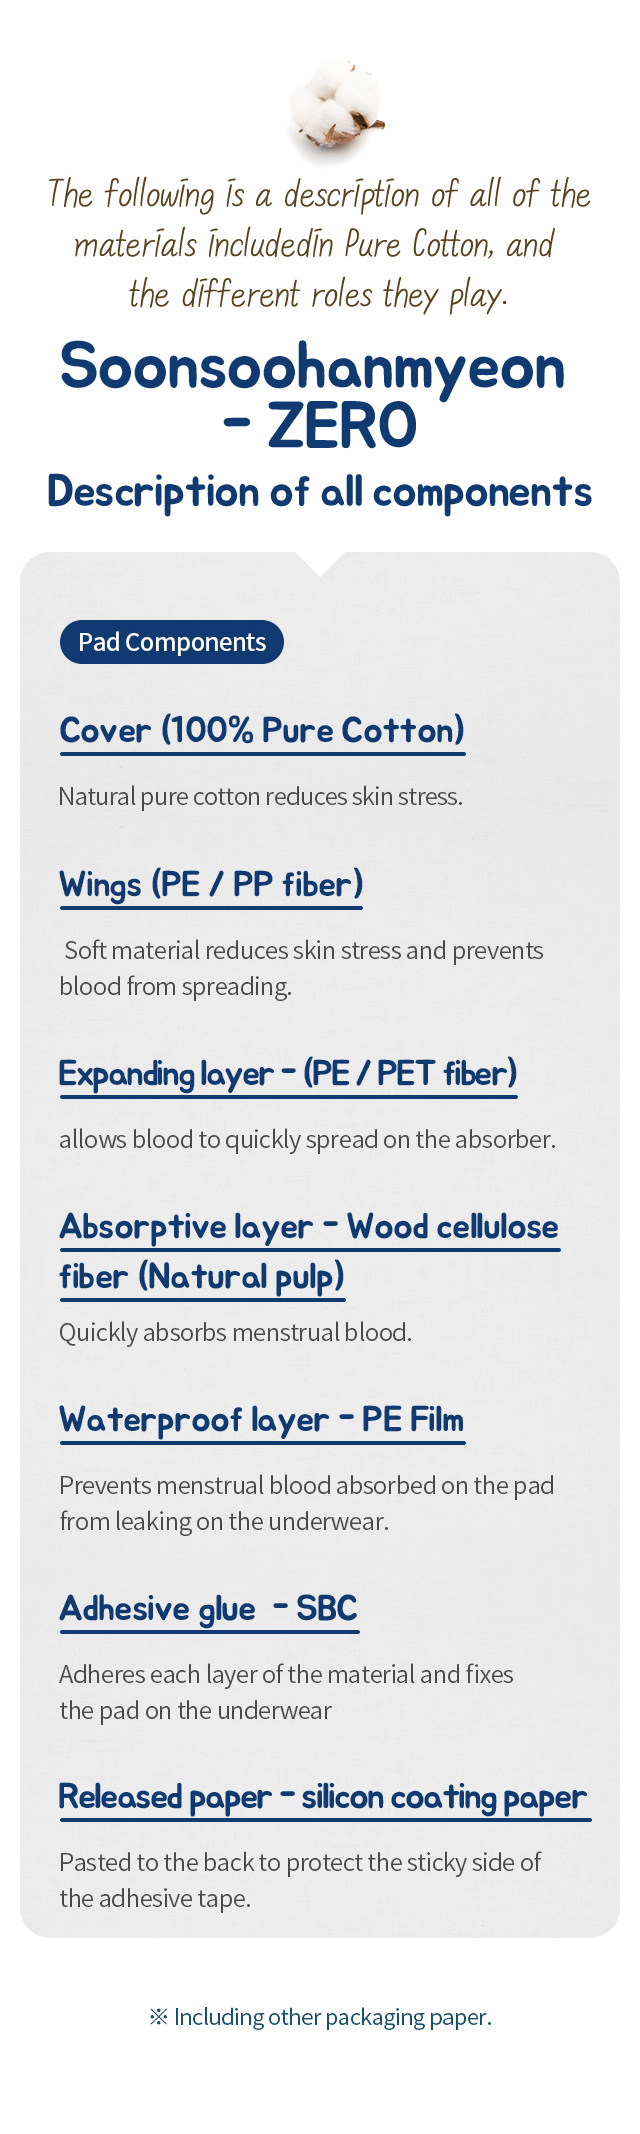 The following is a description of all of the
materials includedin Pure Cotton, and
the different roles they play.
Soonsoohanmyeon
- ZERO
Description of all components
Pad Components
Cover (100% Pure Cotton)
Natural pure cotton reduces skin stress.
Wings (PE / PP fiber)
Soft material reduces skin stress and prevents
blood from spreading.
Expanding layer - (PE / PET fiber)
allows blood to quickly spread on the absorber.
Absorptive layer - Wood cellulose
fiber (Natural pulp)
Quickly absorbs menstrual blood.
Waterproof layer - PE Film
Prevents menstrual blood absorbed on the pad
from leaking on the underwear.
Adhesive glue - SBC
Adheres each layer of the material and fixes
the pad on the underwear
Released paper - silicon coating paper
Pasted to the back to protect the sticky side of
the adhesive tape.
※ Including other packaging paper.